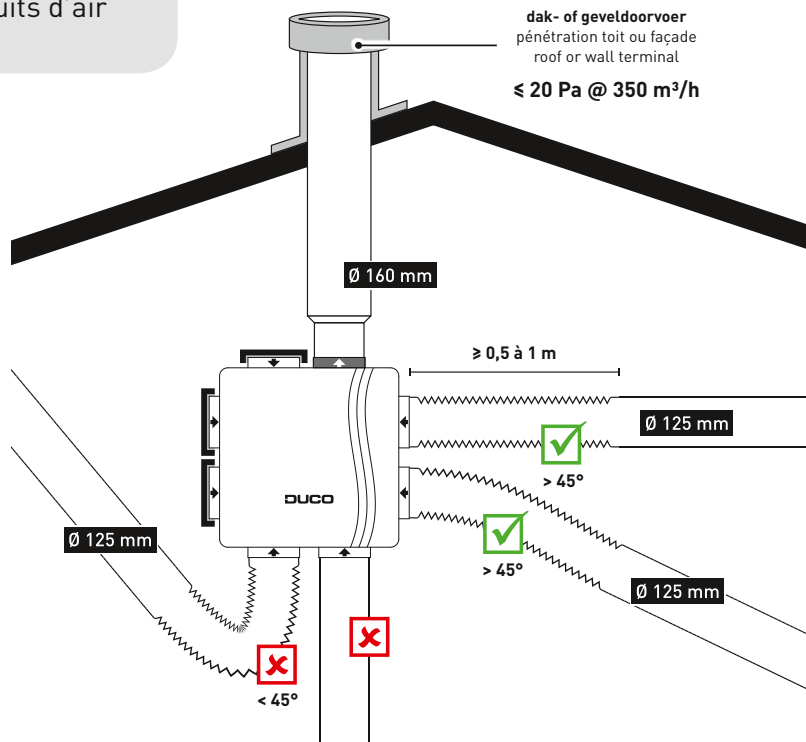 uits d'air
dak- of geveldoorvoer
pénétration toit ou façade
roof or wall terminal
≤ 20 Pa @ 350 m³/h
Ø 160 mm
≥ 0,5 à 1 m
Ø 125 mm
> 45°
DUCO
Ø 125 mm
> 45°
Ø 125 mm
< 45°